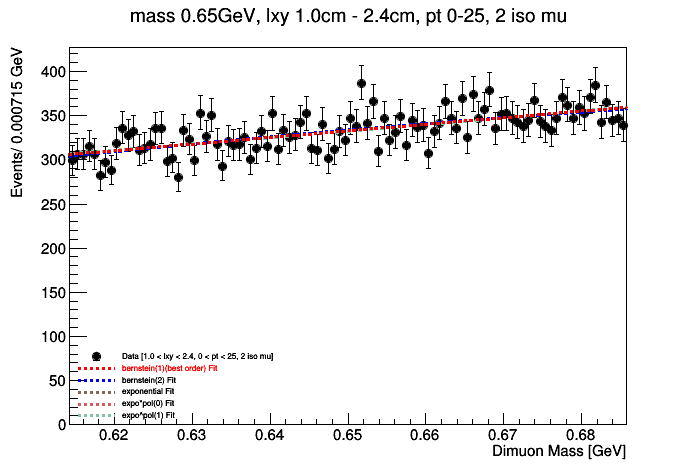 mass 0.65GeV, lxy 1.0cm - 2.4cm, pt 0-25, 2 iso mu
Events/ 0.000715 GeV
400
350
300
250
200
150
100
50
0
Data [1.0 < lxy < 2.4, 0 < pt < 25, 2 iso mu]
bernstein(1)(best order) Fit
bernstein(2) Fit
exponential Fit
expo*pol(0) Fit
expo*pol(1) Fit
0.62 0.63 0.64 0.65 0.66 0.67 0.68
Dimuon Mass [GeV]